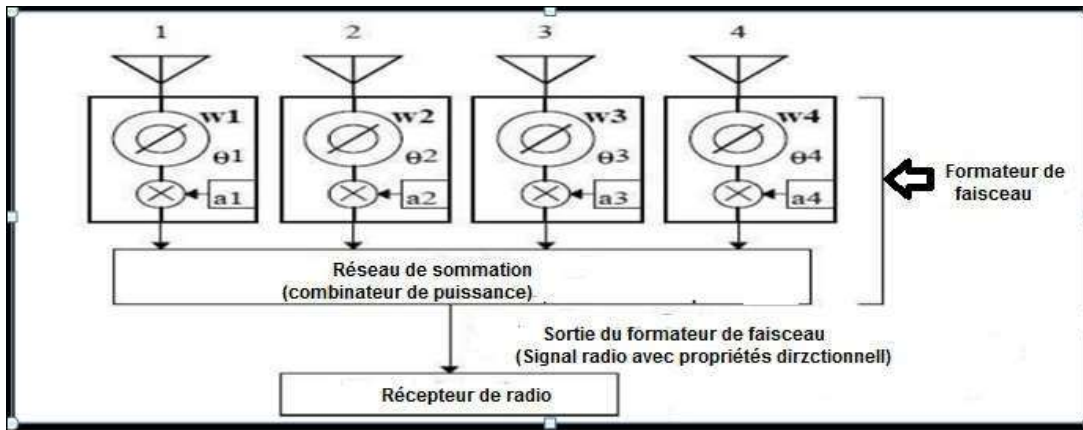 1 2 3 4
w1 w2 w3 w4
θ1 θ2 θ3 θ4
a1 a2 a3 a4
Formateur de
faisceau
Réseau de sommation
(combinateur de puissance)
Sortie du formateur de faisceau
(Signal radio avec propriétés dirzctionnell)
Récepteur de radio